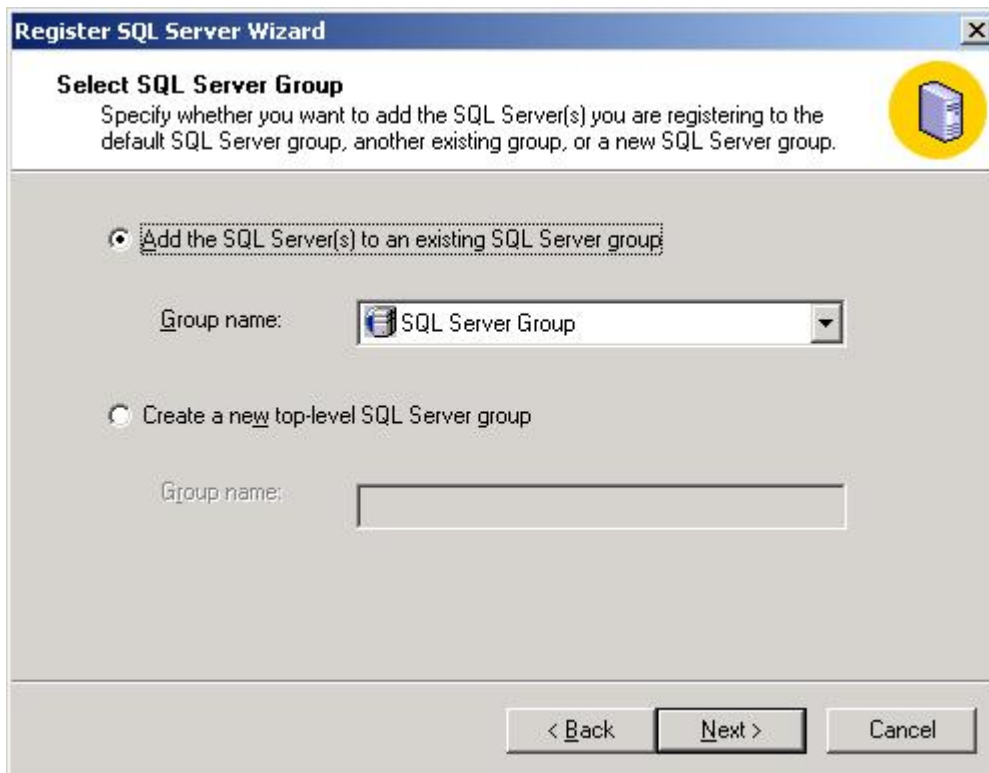 Register SQL Server Wizard
Select SQL Server Group
Specify whether you want to add the SQL Server(s) you are registering to the
default SQL Server group, another existing group, or a new SQL Server group.
Add the SQL Server(s) to an existing SQL Server group
Group name:
SQL Server Group
Create a new top-level SQL Server group
Group name:
< Back
Next >
Cancel